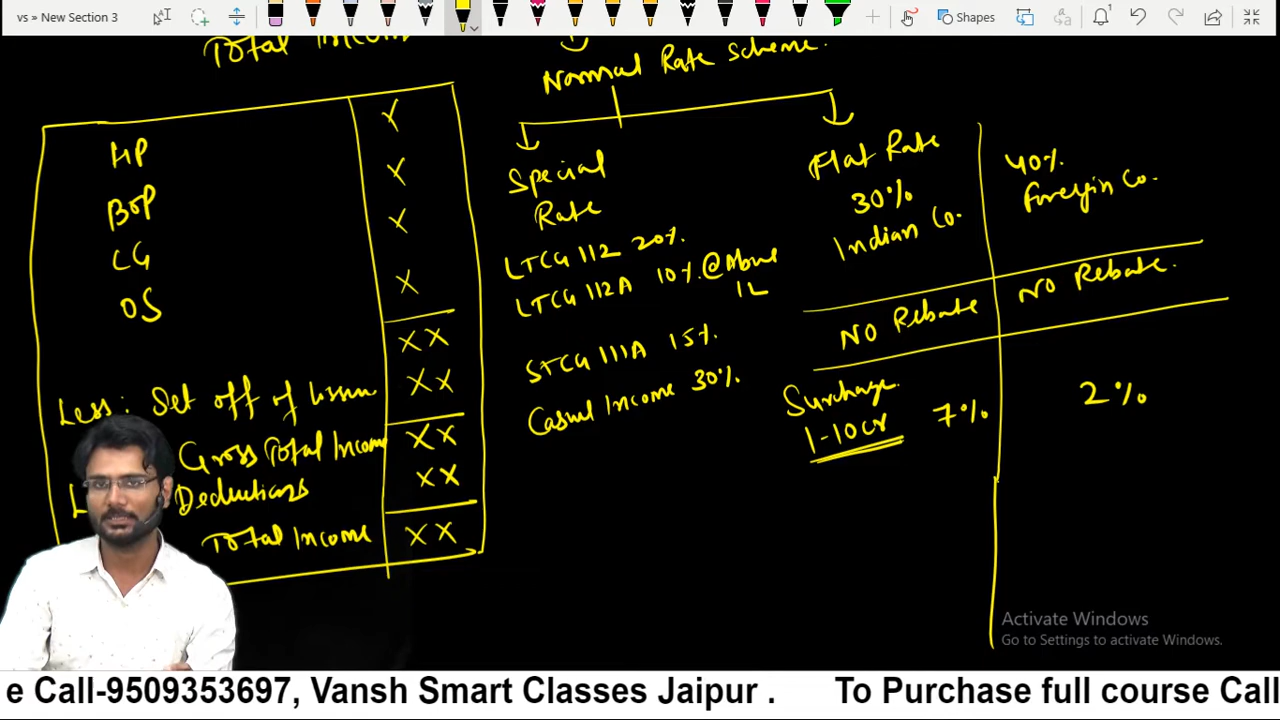 vs » New Section 3
Shapes
Total Income
HP
BOP
CG
OS
X
X
X
X
XX
Less: Set off of losses XX
Gross Total Income XX
Deductions XX
Total Income XX
Normal Rate Scheme.
Special
Rate
LTCG 112 20%.
LTCG 112A 10% @ Above
1L
STCG 111A 15%.
Casual Income 30%.
Flat Rate
30%
Indian Co.
40%.
Foreign Co.
NO Rebate
NO Rebate.
Surcharge.
1-10cr 7%
2%
Activate Windows
Go to Settings to activate Windows.
e Call-9509353697, Vansh Smart Classes Jaipur . To Purchase full course Call